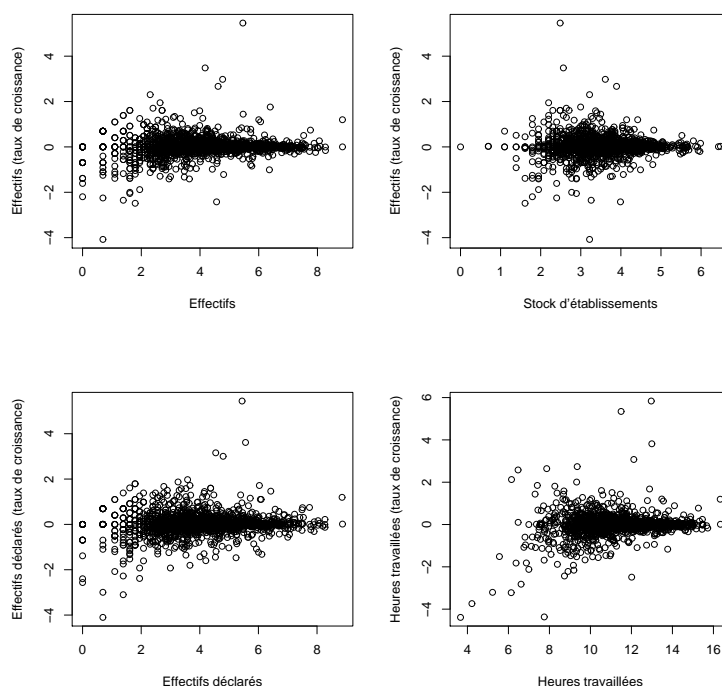 Effectifs (taux de croissance)
−4 −2 0 2 4
0 2 4 6 8
Effectifs
Effectifs (taux de croissance)
−4 −2 0 2 4
0 1 2 3 4 5 6
Stock d'établissements
Effectifs déclarés (taux de croissance)
−4 −2 0 2 4
0 2 4 6 8
Effectifs déclarés
Heures travaillées (taux de croissance)
−4 −2 0 2 4 6
4 6 8 10 12 14 16
Heures travaillées